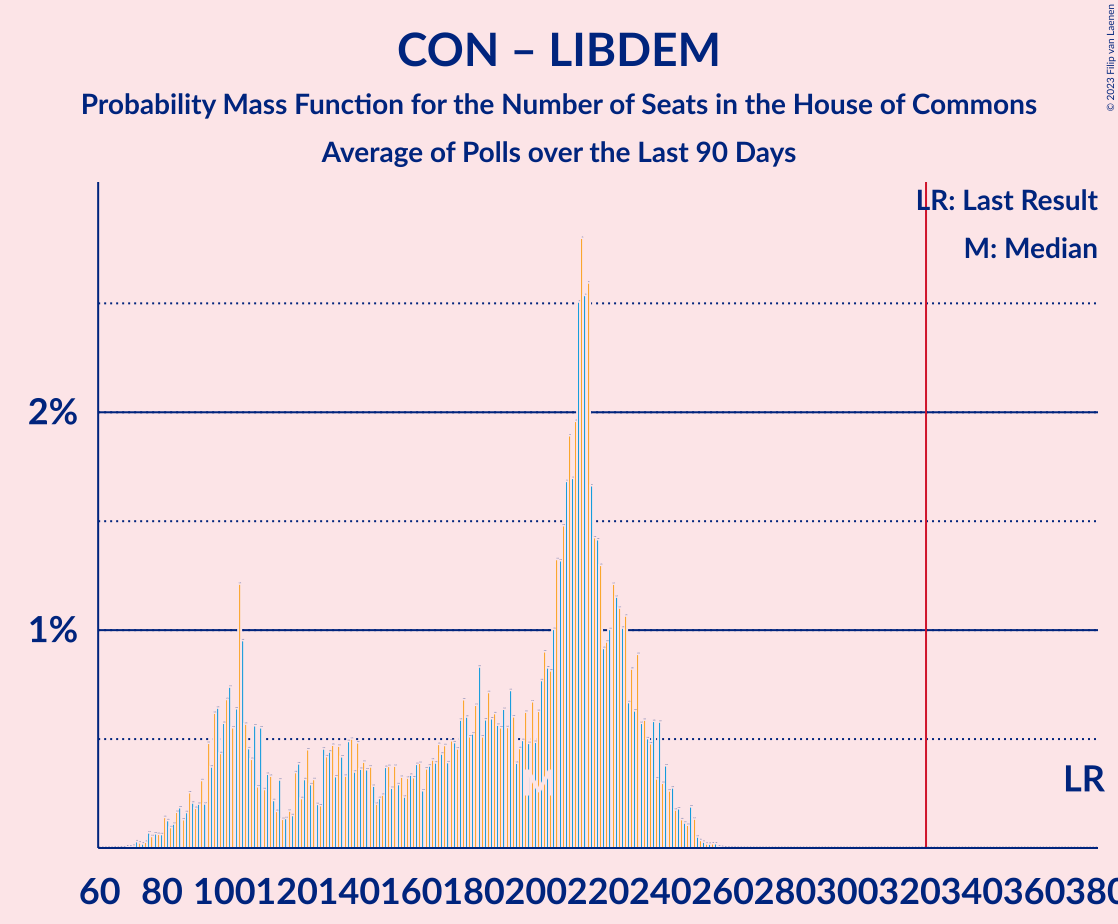 CON – LIBDEM
Probability Mass Function for the Number of Seats in the House of Commons
Average of Polls over the Last 90 Days
© 2023 Filip van Laenen
LR: Last Result
M: Median
2%
1%
M
LR
60 80 100 120 140 160 180 200 220 240 260 280 300 320 340 360 380